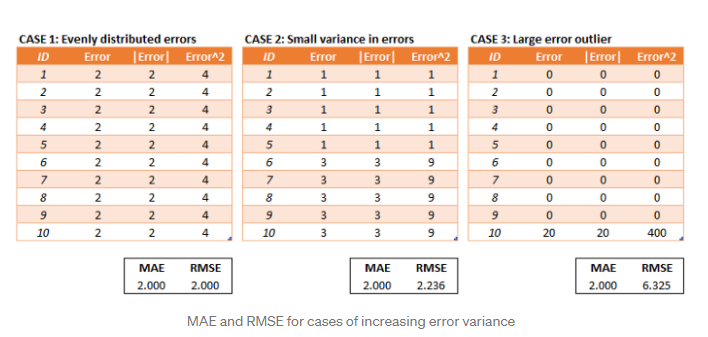 CASE 1: Evenly distributed errors CASE 2: Small variance in errors CASE 3: Large error outlier
ID Error |Error| Error^2 ID Error |Error| Error^2 ID Error |Error| Error^2
1 2 2 4 1 1 1 1 1 0 0 0
2 2 2 4 2 1 1 1 2 0 0 0
3 2 2 4 3 1 1 1 3 0 0 0
4 2 2 4 4 1 1 1 4 0 0 0
5 2 2 4 5 1 1 1 5 0 0 0
6 2 2 4 6 3 3 9 6 0 0 0
7 2 2 4 7 3 3 9 7 0 0 0
8 2 2 4 8 3 3 9 8 0 0 0
9 2 2 4 9 3 3 9 9 0 0 0
10 2 2 4 10 3 3 9 10 20 20 400
MAE RMSE MAE RMSE MAE RMSE
2.000 2.000 2.000 2.236 2.000 6.325
MAE and RMSE for cases of increasing error variance